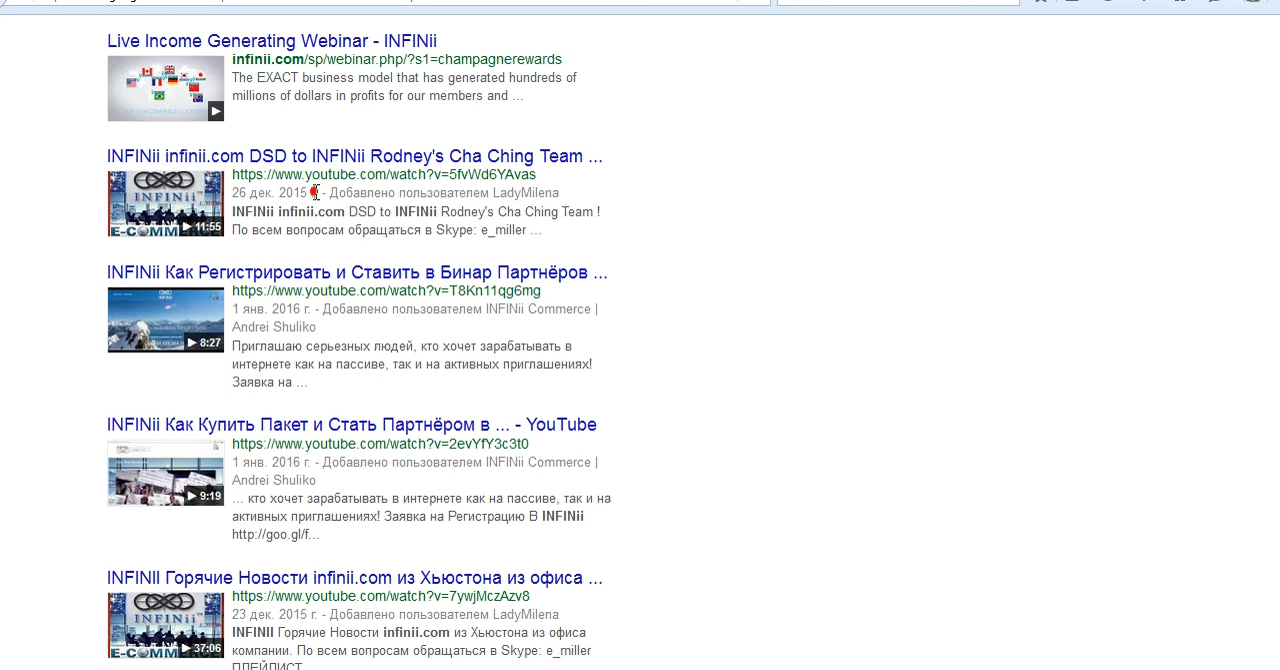 Live Income Generating Webinar - INFINii
infinii.com/sp/webinar.php/?s1=champagnerewards
The EXACT business model that has generated hundreds of
millions of dollars in profits for our members and ...
INFINii infinii.com DSD to INFINii Rodney's Cha Ching Team ...
https://www.youtube.com/watch?v=5fvWd6YAvas
26 дек. 2015 - Добавлено пользователем LadyMilena
INFINii infinii.com DSD to INFINii Rodney's Cha Ching Team !
По всем вопросам обращаться в Skype: e_miller ...
INFINii
11:55
E-COMMERCE
INFINii Как Регистрировать и Ставить в Бинар Партнёров ...
https://www.youtube.com/watch?v=T8Kn11qg6mg
1 янв. 2016 г. - Добавлено пользователем INFINii Commerce |
Andrei Shuliko
Приглашаю серьезных людей, кто хочет зарабатывать в
интернете как на пассиве, так и на активных приглашениях!
Заявка на ...
8:27
INFINii Как Купить Пакет и Стать Партнёром в ... - YouTube
https://www.youtube.com/watch?v=2evYfY3c3t0
1 янв. 2016 г. - Добавлено пользователем INFINii Commerce |
Andrei Shuliko
... кто хочет зарабатывать в интернете как на пассиве, так и на
активных приглашениях! Заявка на Регистрацию В INFINii
http://goo.gl/f...
9:19
INFINII Горячие Новости infinii.com из Хьюстона из офиса ...
https://www.youtube.com/watch?v=7ywjMczAzv8
23 дек. 2015 г. - Добавлено пользователем LadyMilena
INFINII Горячие Новости infinii.com из Хьюстона из офиса
компании. По всем вопросам обращаться в Skype: e_miller
ПЛЕЙЛИСТ
INFINii
37:06
E-COMMERCE